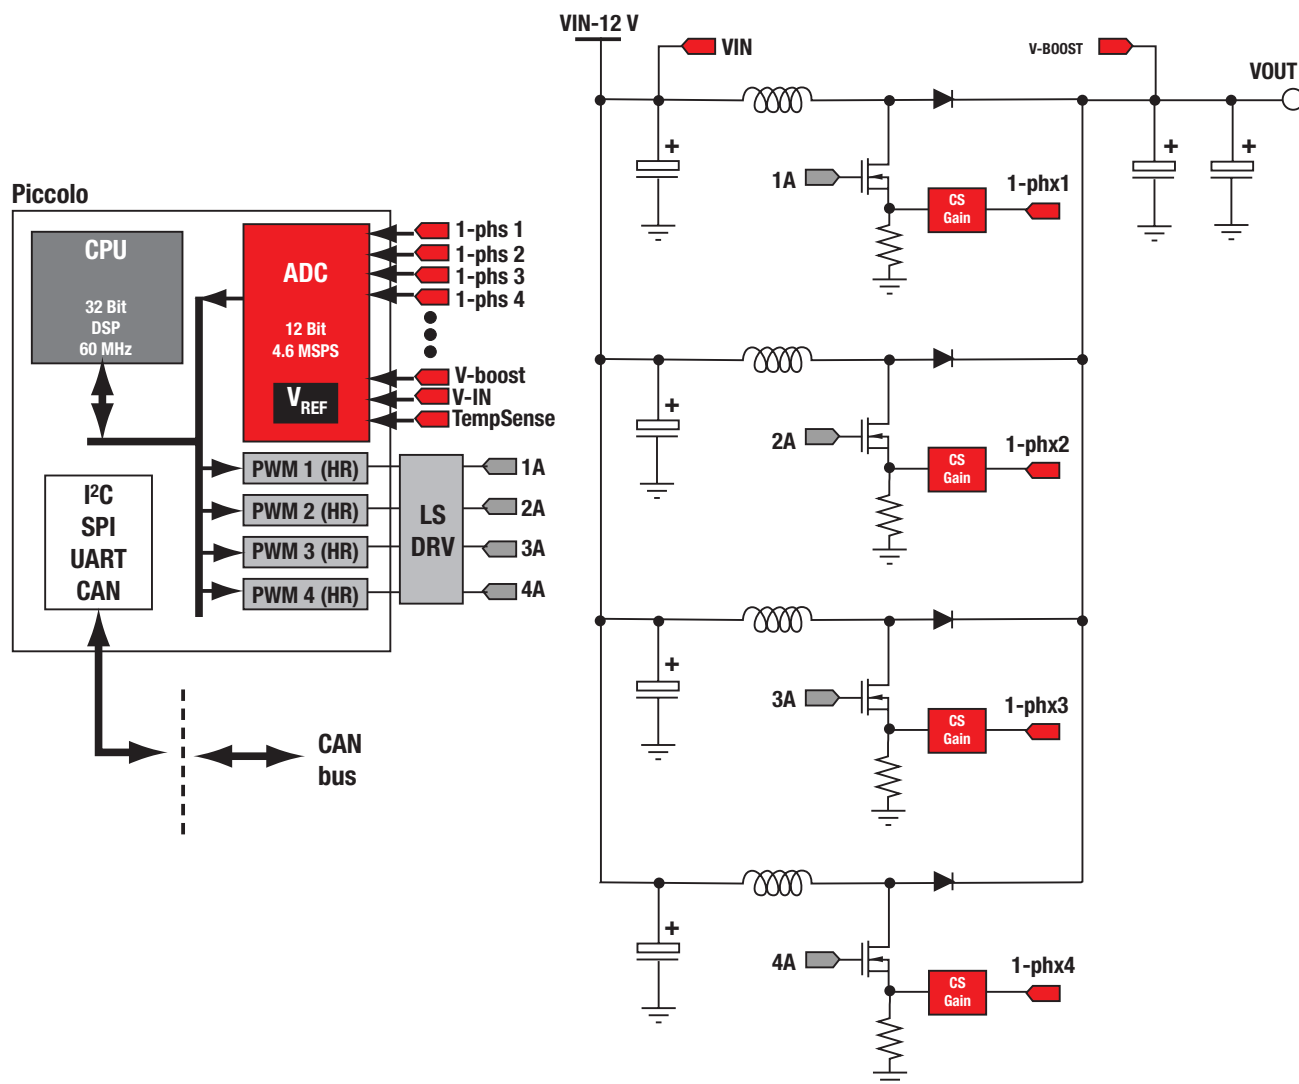 VIN-12 V
VIN
V-BOOST
VOUT
1A
CS
Gain
1-phx1
Piccolo
CPU
32 Bit
DSP
60 MHz
ADC
12 Bit
4.6 MSPS
VREF
1-phs 1
1-phs 2
1-phs 3
1-phs 4
V-boost
V-IN
TempSense
PWM 1 (HR)
PWM 2 (HR)
PWM 3 (HR)
PWM 4 (HR)
LS
DRV
1A
2A
3A
4A
I²C
SPI
UART
CAN
CAN
bus
2A
CS
Gain
1-phx2
3A
CS
Gain
1-phx3
4A
CS
Gain
1-phx4